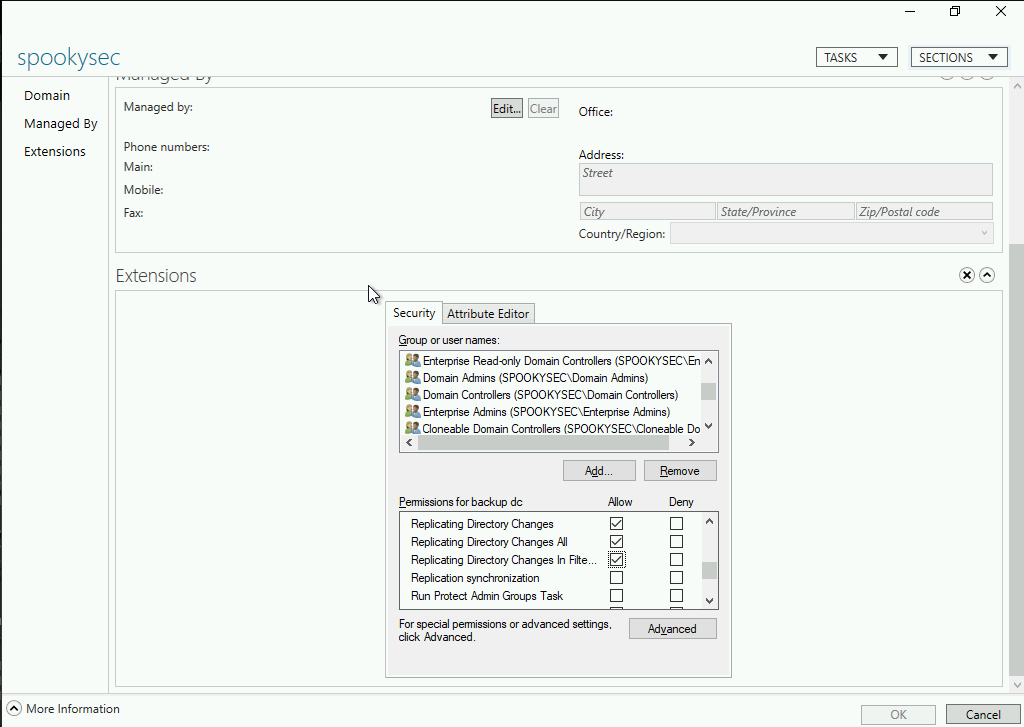 spookysec
TASKS
SECTIONS
Domain
Managed By
Extensions
Managed By
Managed by:
Edit...
Clear
Office:
Phone numbers:
Main:
Mobile:
Fax:
Address:
Street
City
State/Province
Zip/Postal code
Country/Region:
Extensions
Security
Attribute Editor
Group or user names:
Enterprise Read-only Domain Controllers (SPOOKYSEC\En
Domain Admins (SPOOKYSEC\Domain Admins)
Domain Controllers (SPOOKYSEC\Domain Controllers)
Enterprise Admins (SPOOKYSEC\Enterprise Admins)
Cloneable Domain Controllers (SPOOKYSEC\Cloneable Do
Add...
Remove
Permissions for backup dc
Allow
Deny
Replicating Directory Changes
Replicating Directory Changes All
Replicating Directory Changes In Filte...
Replication synchronization
Run Protect Admin Groups Task
For special permissions or advanced settings,
click Advanced.
Advanced
More Information
OK
Cancel